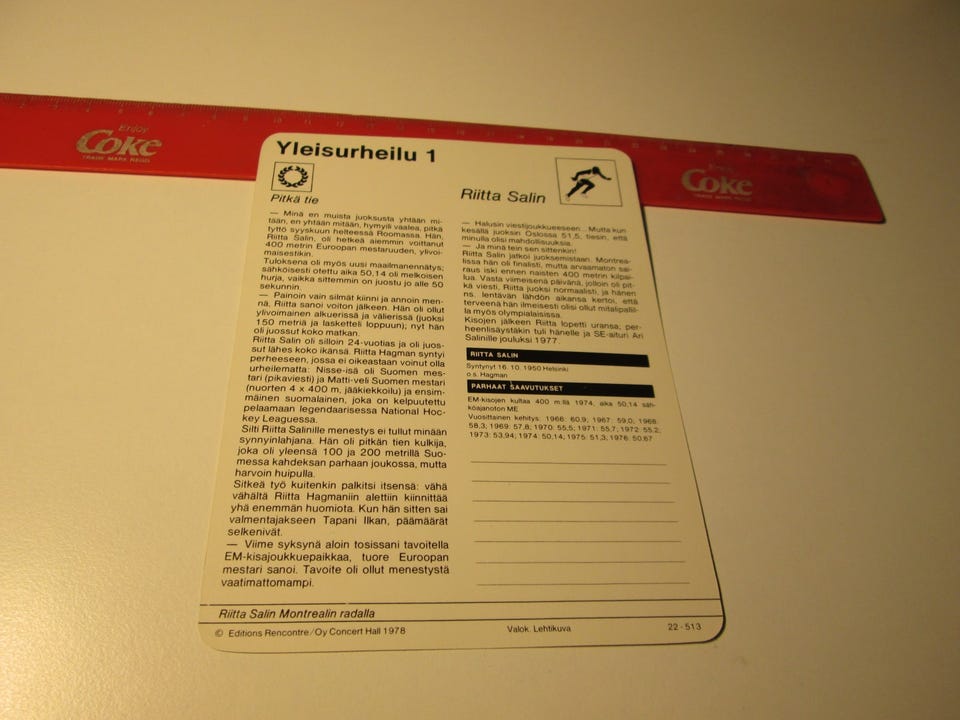 Enjoy
Coke
TRADE MARK REGD
Enjoy
Coke
Yleisurheilu 1
Pitkä tie
Riitta Salin
— Minä en muista juoksusta yhtään mi-
tään, en yhtään mitään, hymyili vaalea, pitkä
tyttö syyskuun helteessä Roomassa. Hän,
Riitta Salin, oli hetkeä aiemmin voittanut
400 metrin Euroopan mestaruuden, ylivoi-
maisestikin.
Tuloksena oli myös uusi maailmanennätys;
sähköisesti otettu aika 50,14 oli melkoisen
hurja, vaikka sittemmin on juostu jo alle 50
sekunnin.
— Painoin vain silmät kiinni ja annoin men-
nä, Riitta sanoi voiton jälkeen. Hän oli ollut
ylivoimainen alkuerissä ja välierissä (juoksi
150 metriä ja lasketteli loppuun); nyt hän
oli juossut koko matkan.
Riitta Salin oli silloin 24-vuotias ja oli juos-
sut lähes koko ikänsä. Riitta Hagman syntyi
perheeseen, jossa ei oikeastaan voinut olla
urheilematta: Nisse-isä oli Suomen mes-
tari (pikaviesti) ja Matti-veli Suomen mestari
(nuorten 4 x 400 m, jääkiekkoilu) ja ensim-
mäinen suomalainen, joka on kelpuutettu
pelaamaan legendaarisessa National Hoc-
key Leaguessa.
Silti Riitta Salinille menestys ei tullut minään
synnyinlahjana. Hän oli pitkän tien kulkija,
joka oli yleensä 100 ja 200 metrillä Suo-
messa kahdeksan parhaan joukossa, mutta
harvoin huipulla.
Sitkeä työ kuitenkin palkitsi itsensä: vähä
vähältä Riitta Hagmaniin alettiin kiinnittää
yhä enemmän huomiota. Kun hän sitten sai
valmentajakseen Tapani Ilkan, päämäärät
selkenivät.
— Viime syksynä aloin tosissani tavoitella
EM-kisajoukkuepaikkaa, tuore Euroopan
mestari sanoi. Tavoite oli ollut menestystä
vaatimattomampi.
— Halusin viestijoukkueeseen.. Mutta kun
kesällä juoksin Oslossa 51,5, tiesin, että
minulla olisi mahdollisuuksia.
— Ja minä tein sen sittenkin!
Riitta Salin jatkoi juoksemistaan. Montrea-
lissa hän oli finalisti, mutta arvaamaton sai-
raus iski ennen naisten 400 metrin kilpai-
lua. Vasta viimeisenä päivänä, jolloin oli pit-
kä viesti, Riitta juoksi normaalisti, ja hänen
ns. lentävän lähdön aikansa kertoi, että
terveenä hän ilmeisesti olisi ollut mitalipaikil-
la myös olympialaisissa.
Kisojen jälkeen Riitta lopetti uransa; per-
heenlisäystäkin tuli hänelle ja SE-aituri Ari
Salinille jouluksi 1977.
RIITTA SALIN
Syntynyt 16. 10. 1950 Helsinki
o.s. Hagman
PARHAAT SAAVUTUKSET
EM-kisojen kultaa 400 m:llä 1974, aika 50,14 säh-
köajanoton ME
Vuosittainen kehitys: 1966: 60,9; 1967: 59,0; 1968:
58,3; 1969: 57,8; 1970: 55,5; 1971: 55,7; 1972: 55,2;
1973: 53,94; 1974: 50,14; 1975: 51,3; 1976: 50,67
Riitta Salin Montrealin radalla
© Editions Rencontre/Oy Concert Hall 1978
Valok. Lehtikuva
22-513